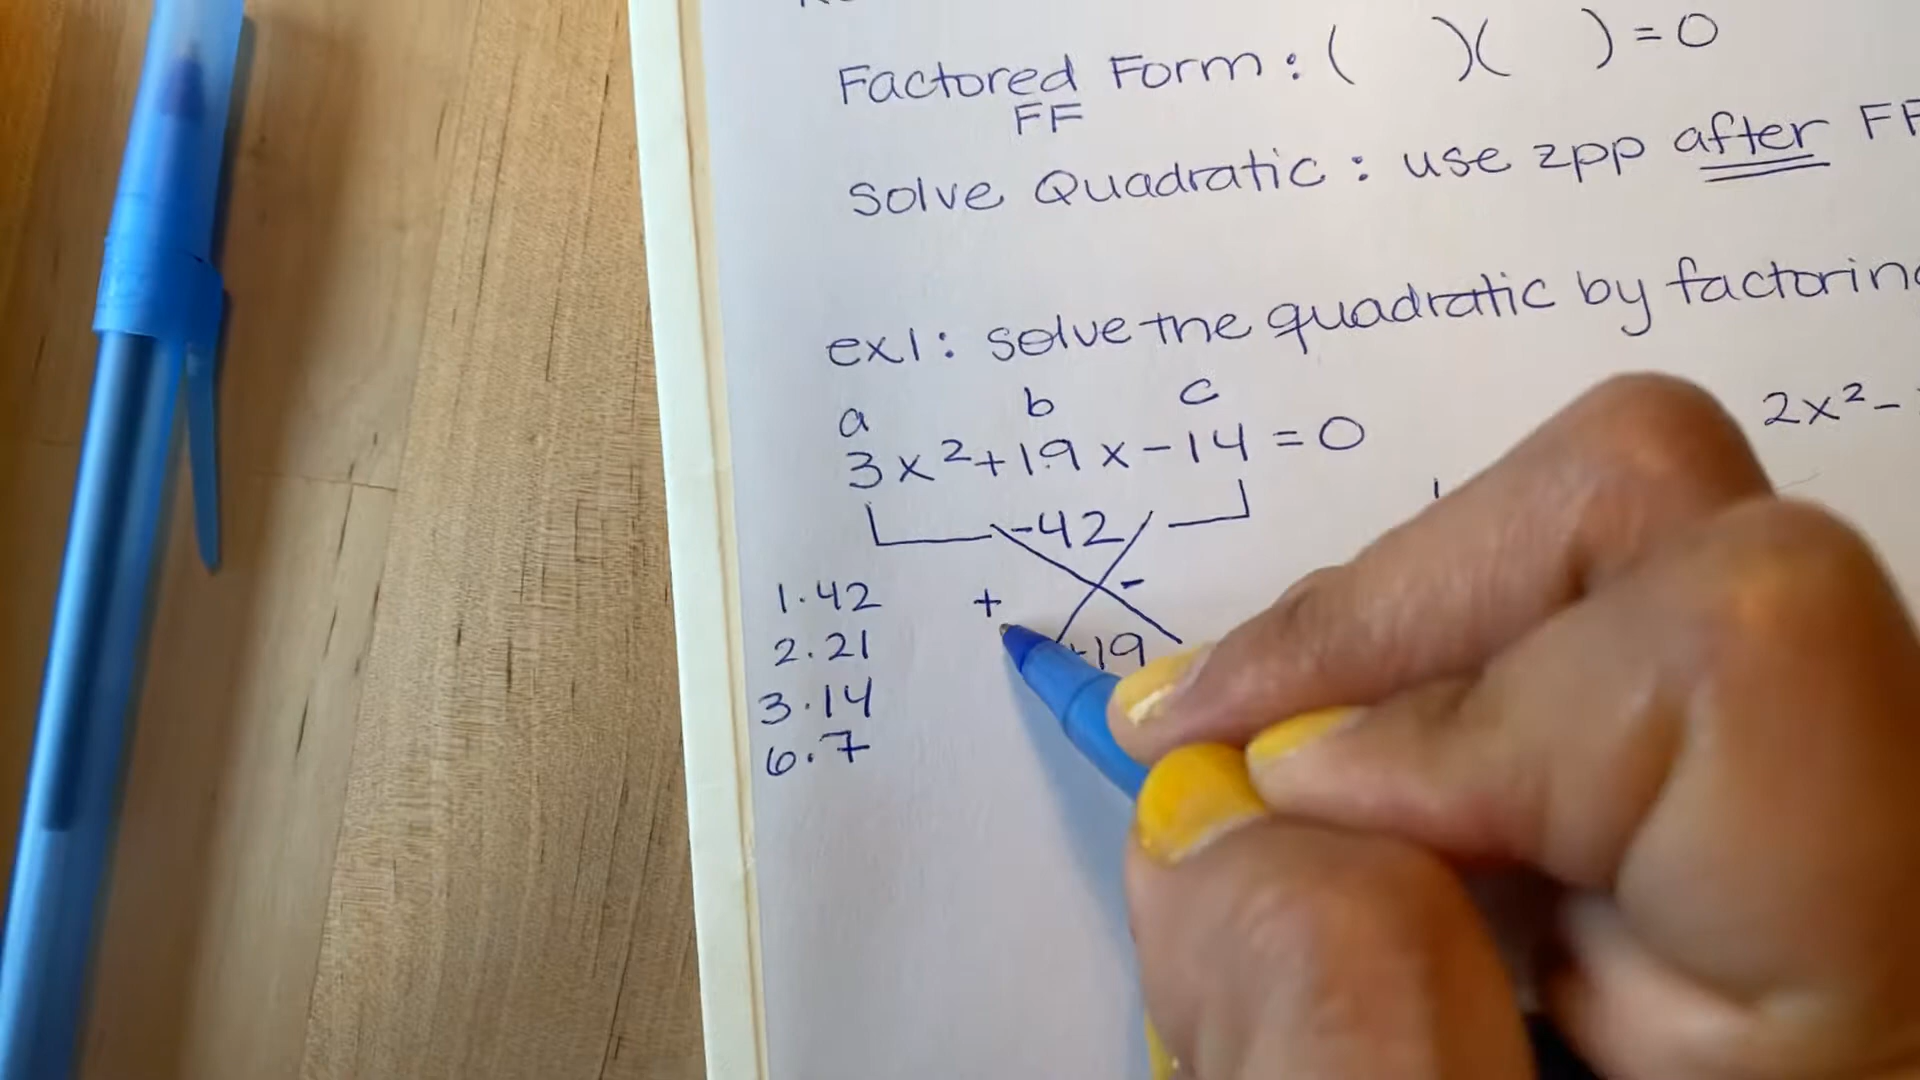 Factored Form : (   )(   ) = 0
FF
Solve Quadratic : use zpp after FF
ex1: solve the quadratic by factoring
a b c
3x²+19x-14=0
2x²-
-42
+ -
+19
1.42
2.21
3.14
6.7